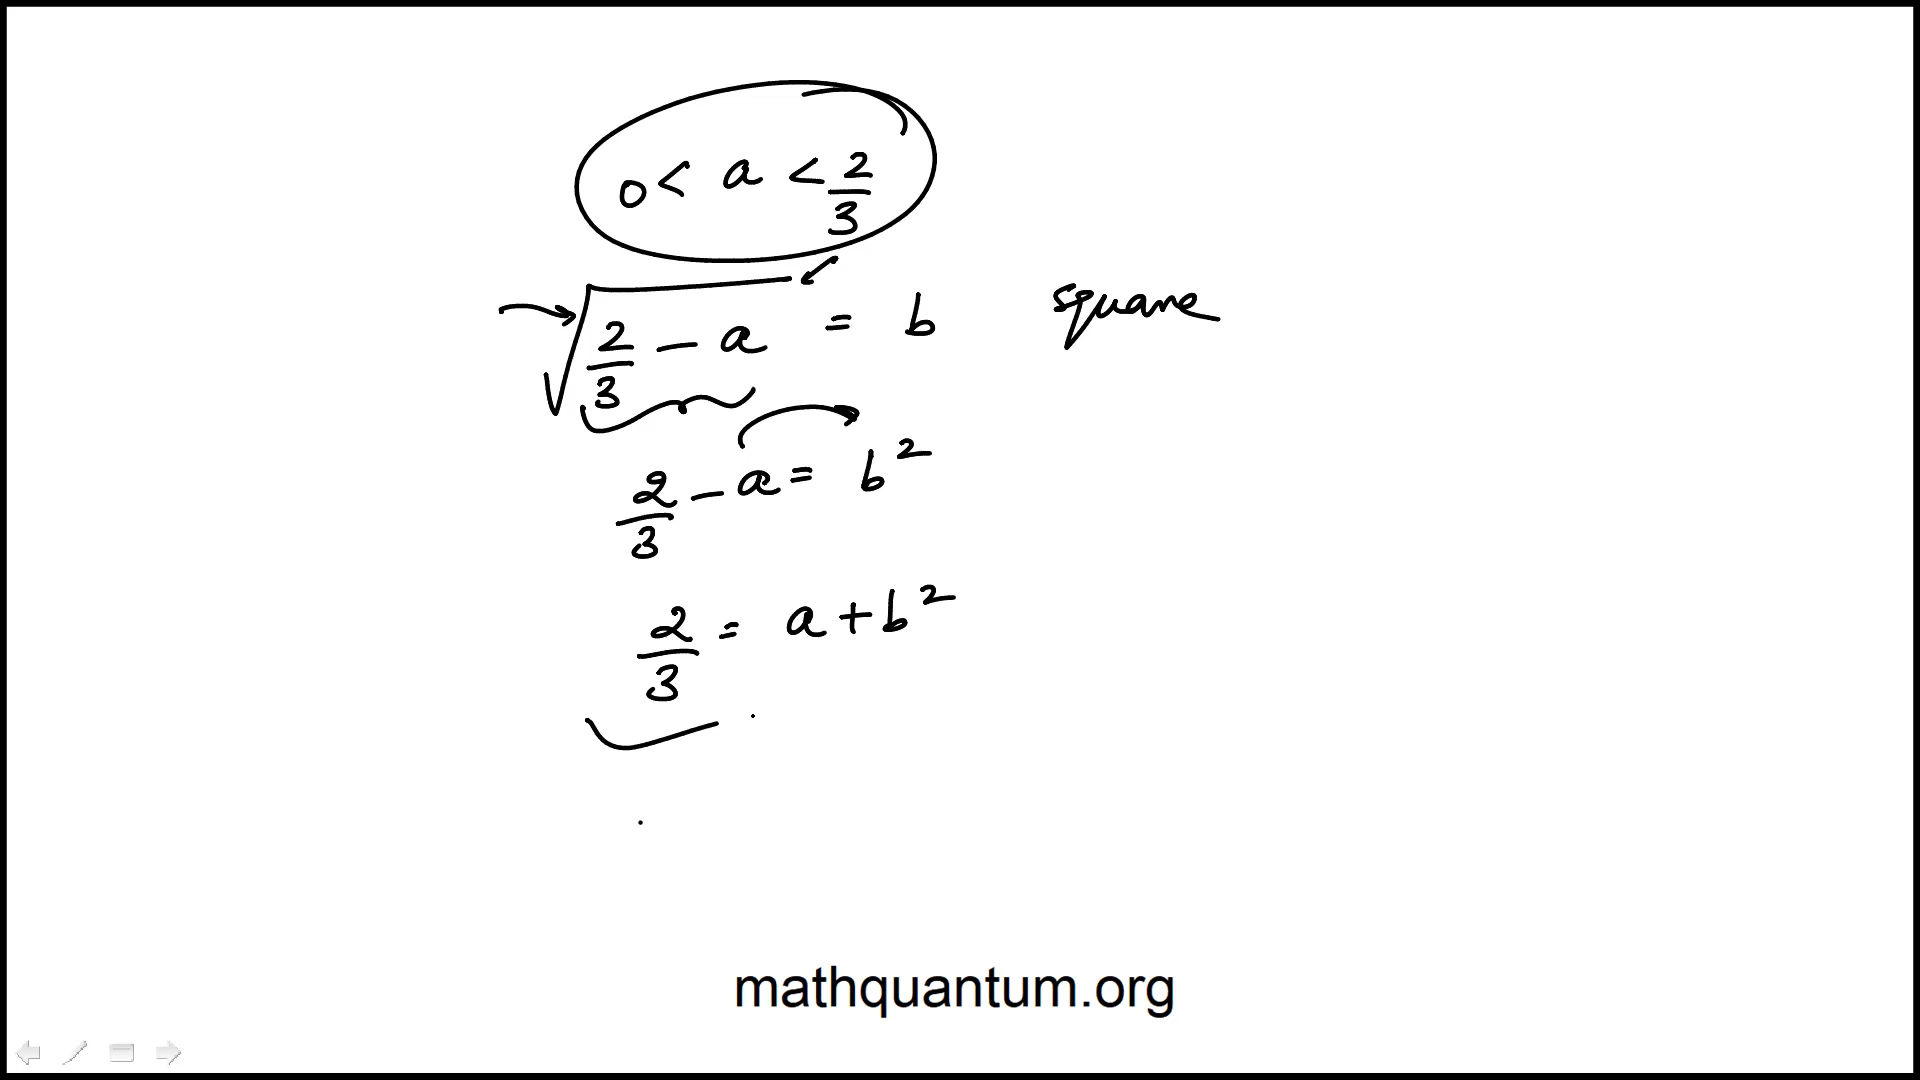 0 < a < 2/3
√(2/3 − a) = b square
2/3 − a = b²
2/3 = a + b²
mathquantum.org